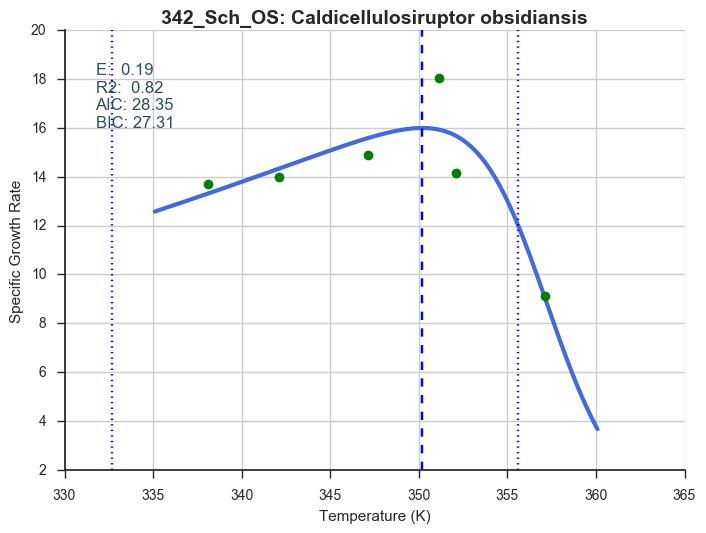 342_Sch_OS: Caldicellulosiruptor obsidiansis
E: 0.19
R2: 0.82
AIC: 28.35
BIC: 27.31
Specific Growth Rate
20
18
16
14
12
10
8
6
4
2
330 335 340 345 350 355 360 365
Temperature (K)